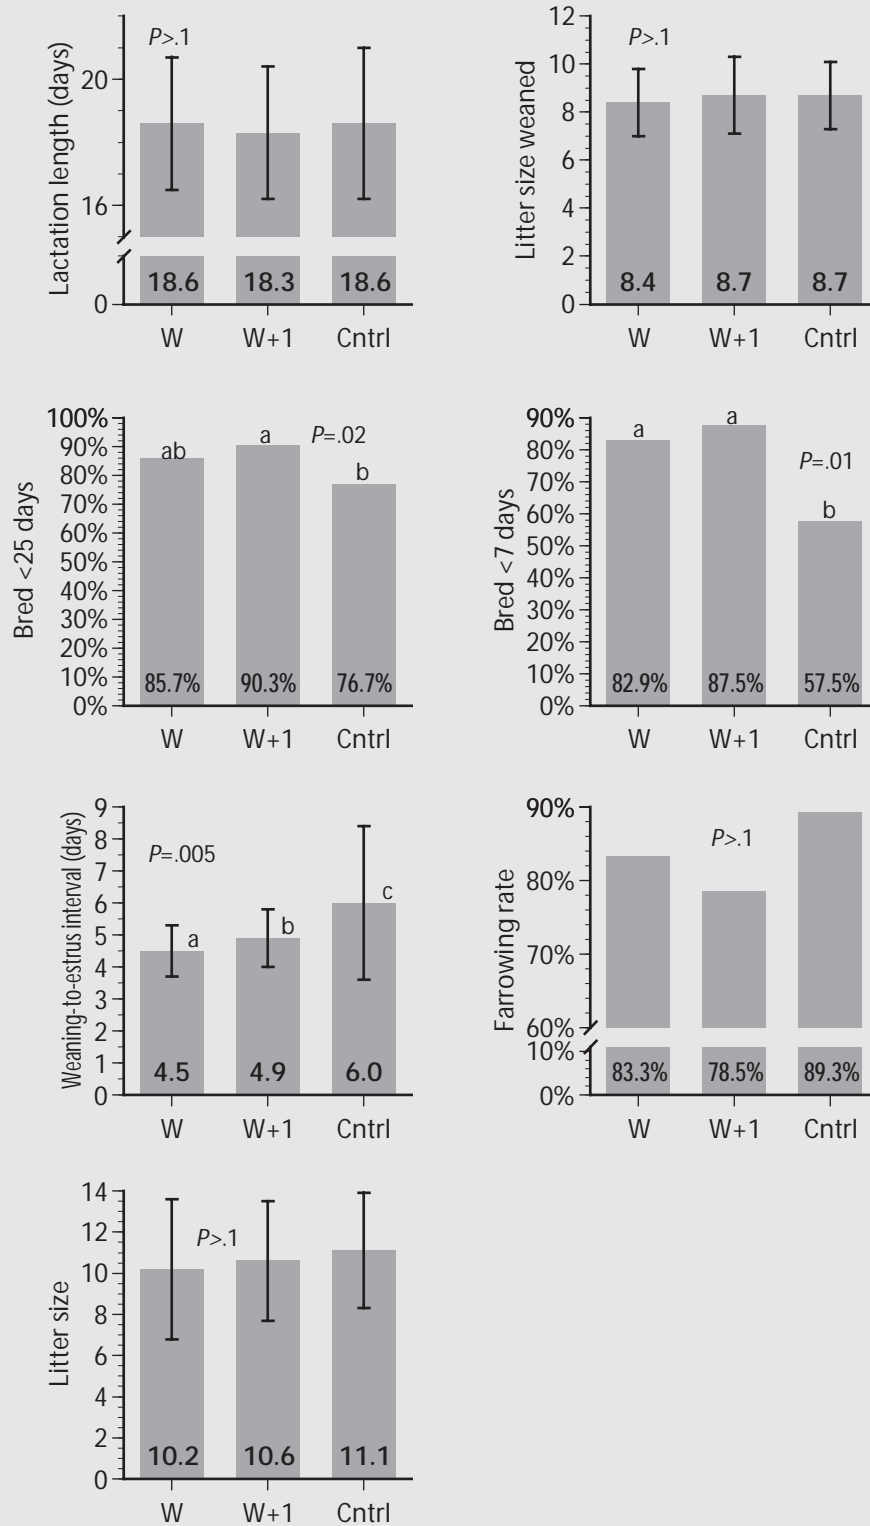 Lactation length (days)
P>.1
20
16
0
18.6 18.3 18.6
W W+1 Cntrl
Litter size weaned
12
P>.1
10
8
6
4
2
0
8.4 8.7 8.7
W W+1 Cntrl
Bred <25 days
100%
90%
80%
70%
60%
50%
40%
30%
20%
10%
0%
ab a b
P=.02
85.7% 90.3% 76.7%
W W+1 Cntrl
Bred <7 days
90%
80%
70%
60%
50%
40%
30%
20%
10%
0%
a a b
P=.01
82.9% 87.5% 57.5%
W W+1 Cntrl
Weaning-to-estrus interval (days)
9
8
7
6
5
4
3
2
1
0
P=.005
a b c
4.5 4.9 6.0
W W+1 Cntrl
Farrowing rate
90%
80%
70%
60%
10%
0%
P>.1
83.3% 78.5% 89.3%
W W+1 Cntrl
Litter size
14
12
10
8
6
4
2
0
P>.1
10.2 10.6 11.1
W W+1 Cntrl